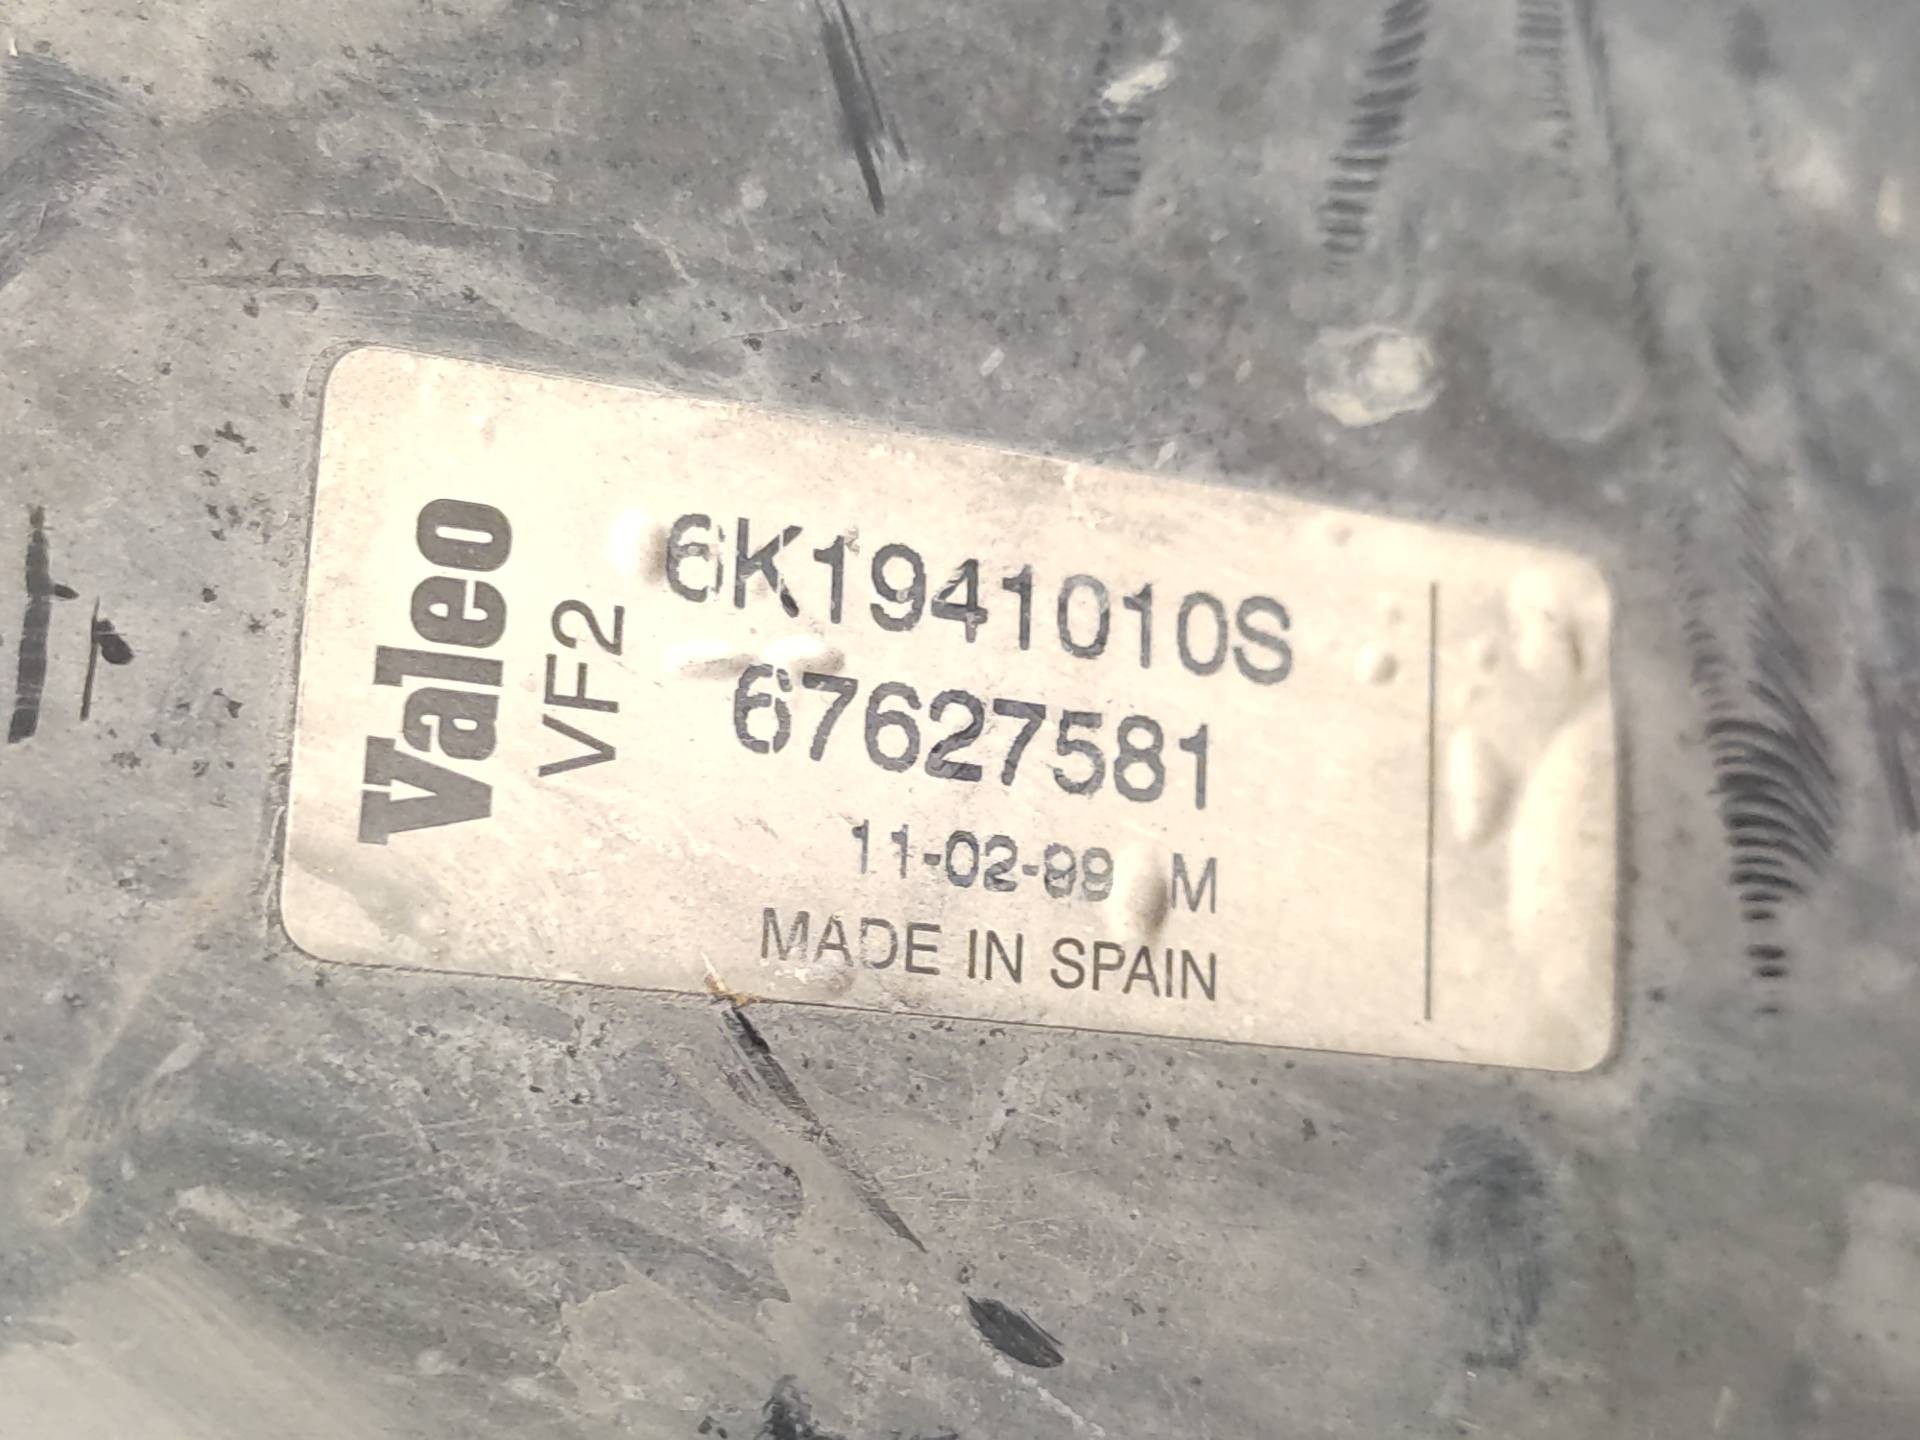 Valeo
VF2
6K1941010S
67627581
11-02-99 M
MADE IN SPAIN